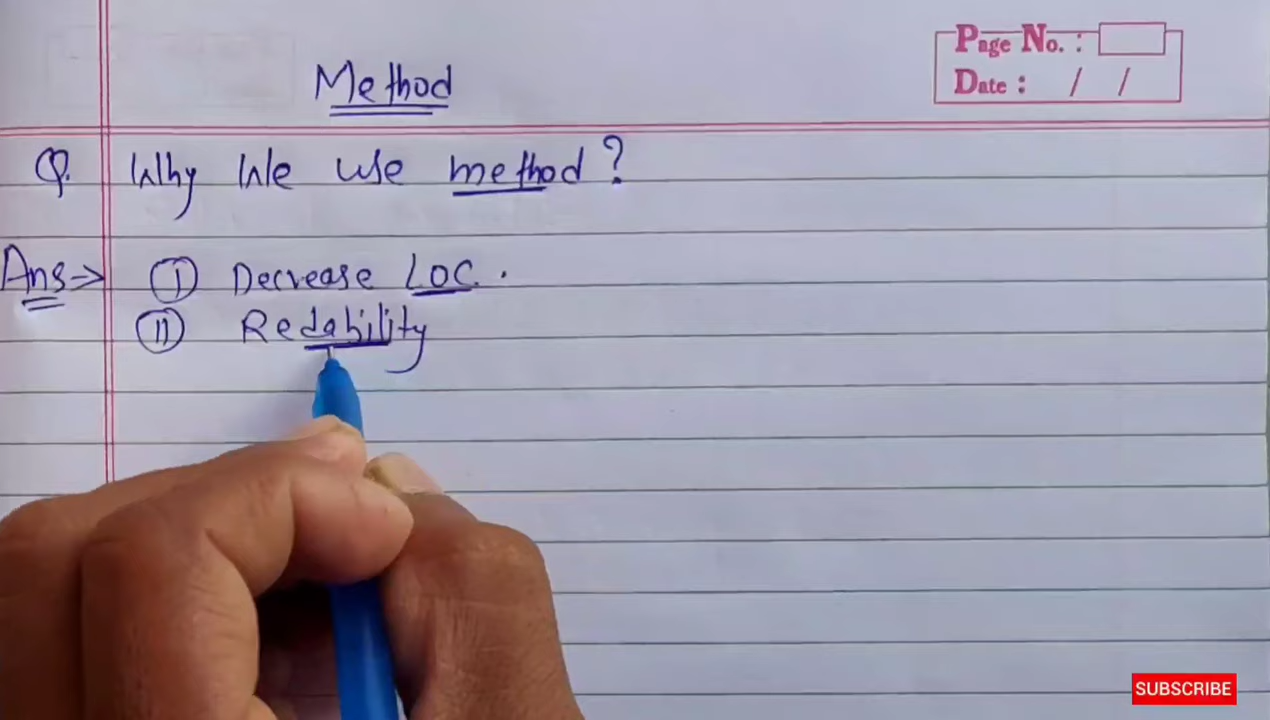 Page No. :
Date : / /
Method
Q. Why We use method?
Ans→ (I) Decrease LOC.
(II) Redability
SUBSCRIBE